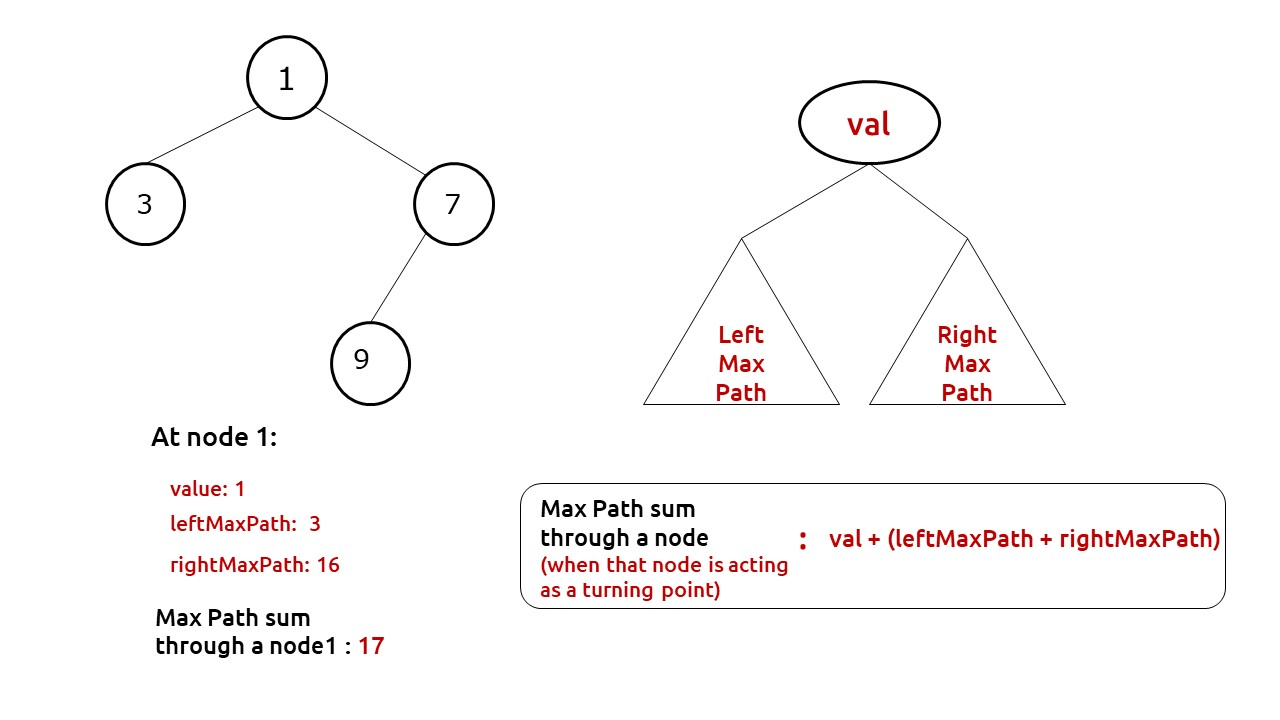 1
3
7
9
val
Left
Max
Path
Right
Max
Path
At node 1:
value: 1
leftMaxPath: 3
rightMaxPath: 16
Max Path sum
through a node1 : 17
Max Path sum
through a node
(when that node is acting
as a turning point)
: val + (leftMaxPath + rightMaxPath)